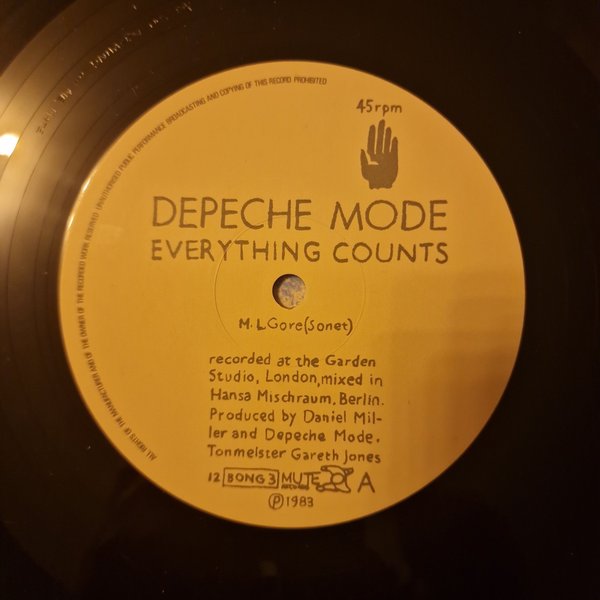 ALL RIGHTS OF THE MANUFACTURER AND OF THE OWNER OF THE RECORDED WORK RESERVED UNAUTHORISED PUBLIC PERFORMANCE BROADCASTING AND COPYING OF THIS RECORD PROHIBITED
45rpm
DEPECHE MODE
EVERYTHING COUNTS
M.LGore(Sonet)
recorded at the Garden
Studio, London,mixed in
Hansa Mischraum, Berlin.
Produced by Daniel Mil-
ler and Depeche Mode.
Tonmeister Gareth Jones
12 BONG 3 MUTE A
℗1983